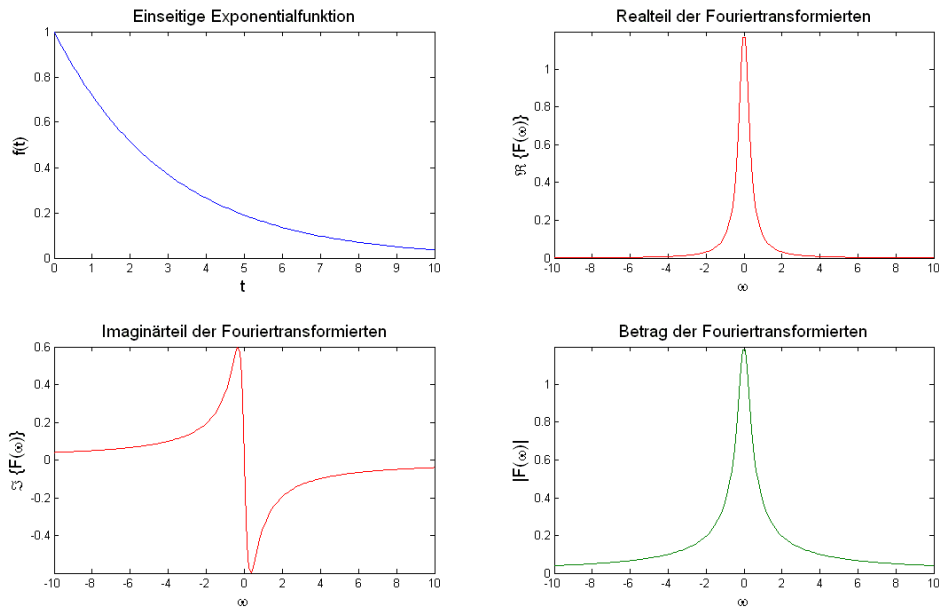 Einseitige Exponentialfunktion
1
0.8
0.6
0.4
0.2
0
f(t)
0 1 2 3 4 5 6 7 8 9 10
t
Realteil der Fouriertransformierten
1
0.8
0.6
0.4
0.2
0
ℜ {F(ω)}
-10 -8 -6 -4 -2 0 2 4 6 8 10
ω
Imaginärteil der Fouriertransformierten
0.6
0.4
0.2
0
-0.2
-0.4
ℑ {F(ω)}
-10 -8 -6 -4 -2 0 2 4 6 8 10
ω
Betrag der Fouriertransformierten
1
0.8
0.6
0.4
0.2
0
|F(ω)|
-10 -8 -6 -4 -2 0 2 4 6 8 10
ω